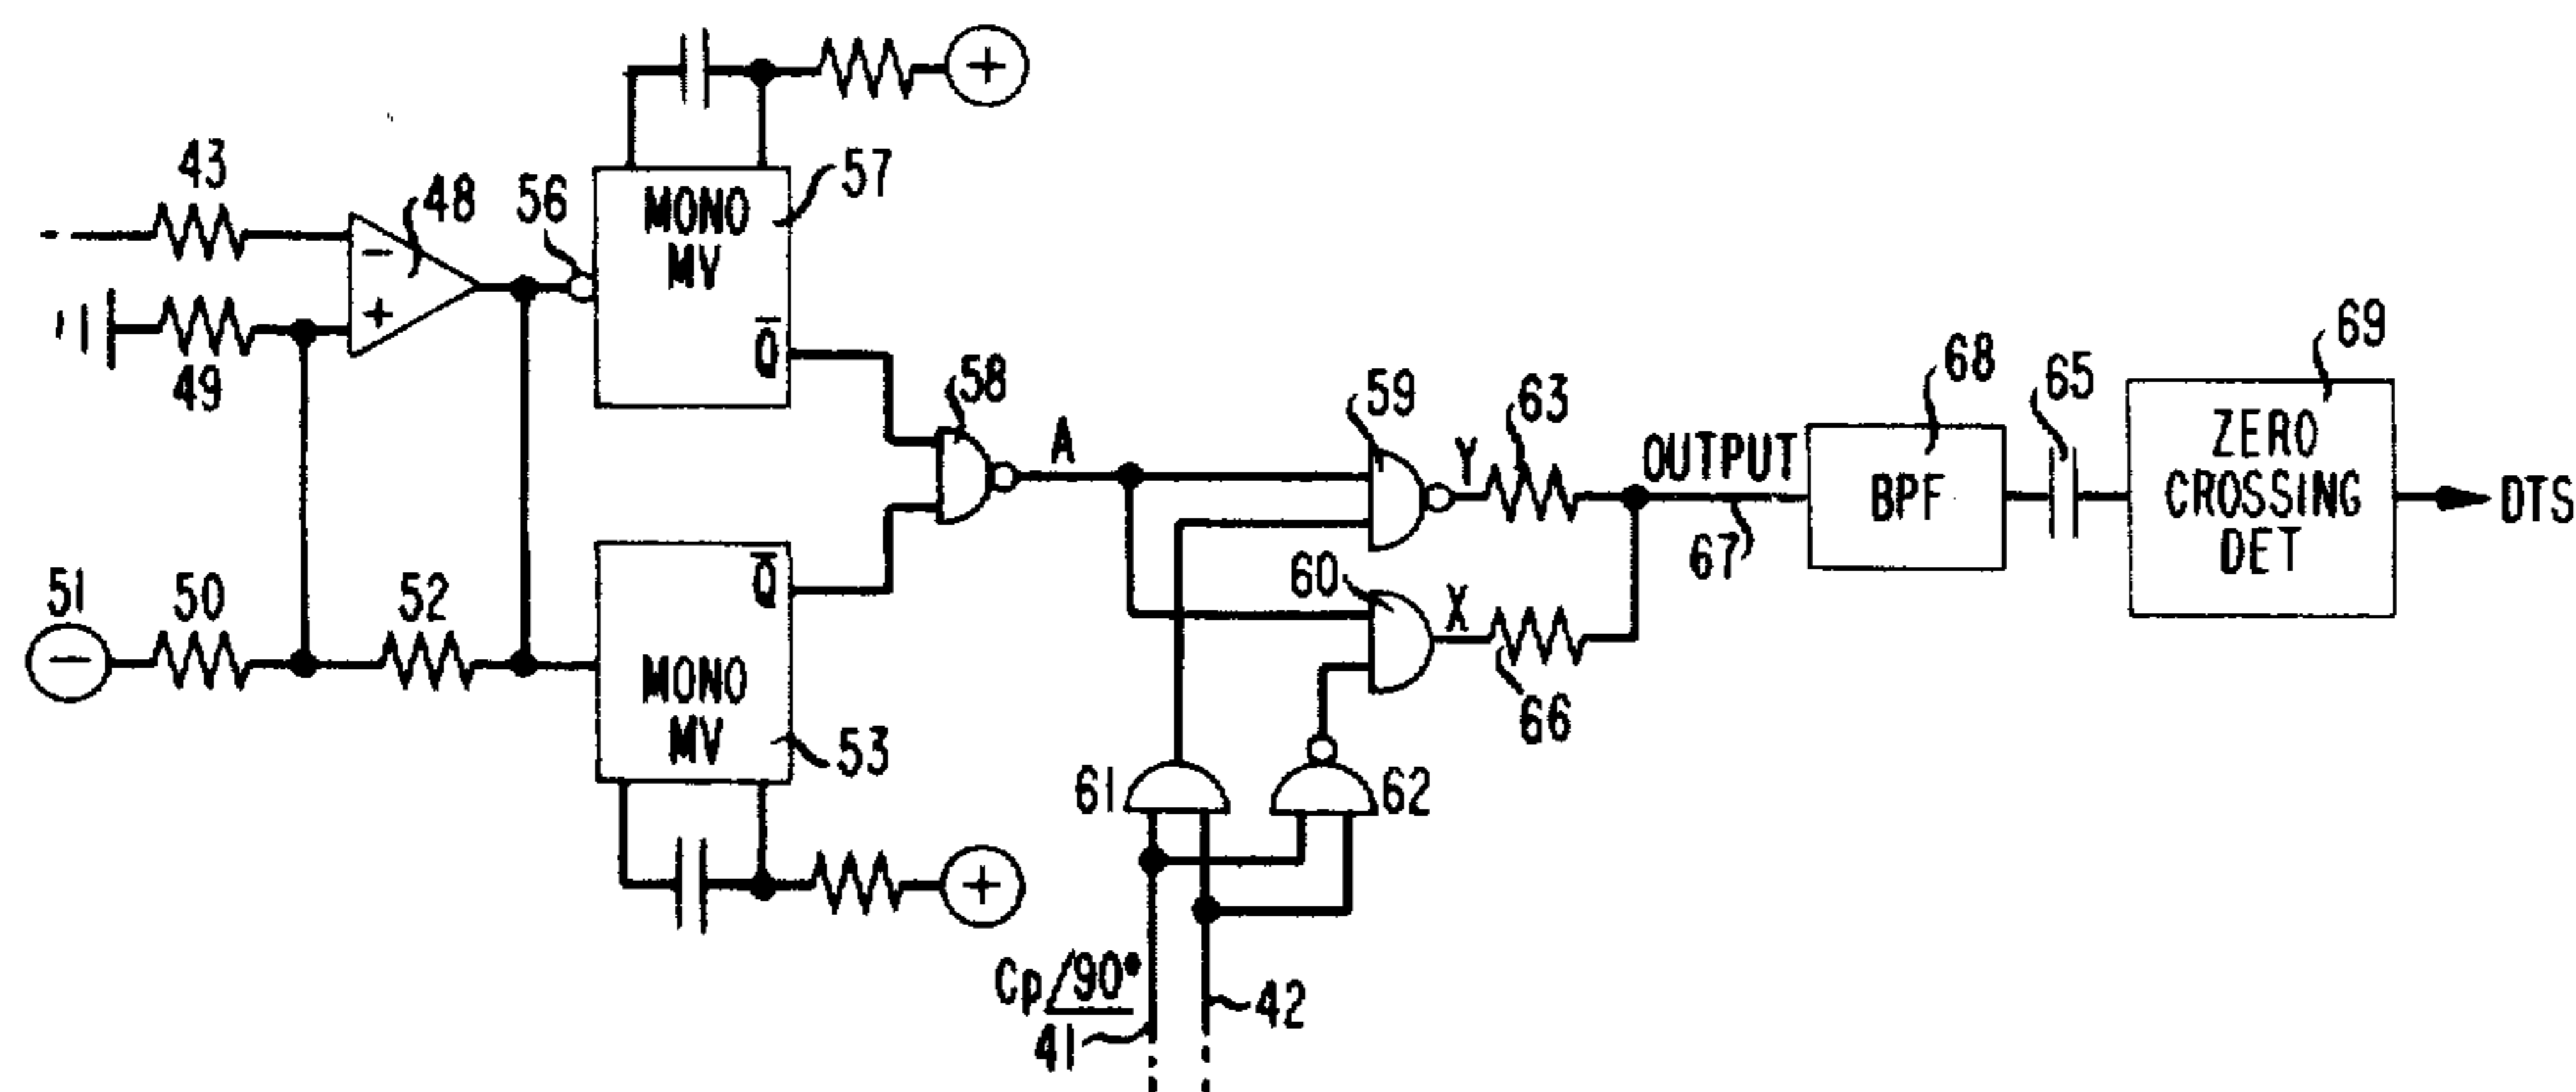 +
43
48
56
MONO
MV
57
-
+
49
Q̅
58
A
59
Y
63
OUTPUT
67
68
BPF
65
69
ZERO
CROSSING
DET
DTS
51
-
50
52
Q̅
MONO
MV
53
60
X
66
61
62
+
Cp/90°
41
42